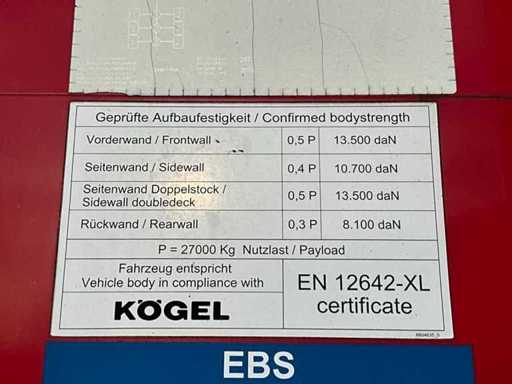 Geprüfte Aufbaufestigkeit / Confirmed bodystrength
Vorderwand / Frontwall 0,5 P 13.500 daN
Seitenwand / Sidewall 0,4 P 10.700 daN
Seitenwand Doppelstock /
Sidewall doubledeck 0,5 P 13.500 daN
Rückwand / Rearwall 0,3 P 8.100 daN
P = 27000 Kg Nutzlast / Payload
Fahrzeug entspricht
Vehicle body in compliance with
KÖGEL
EN 12642-XL
certificate
EBS